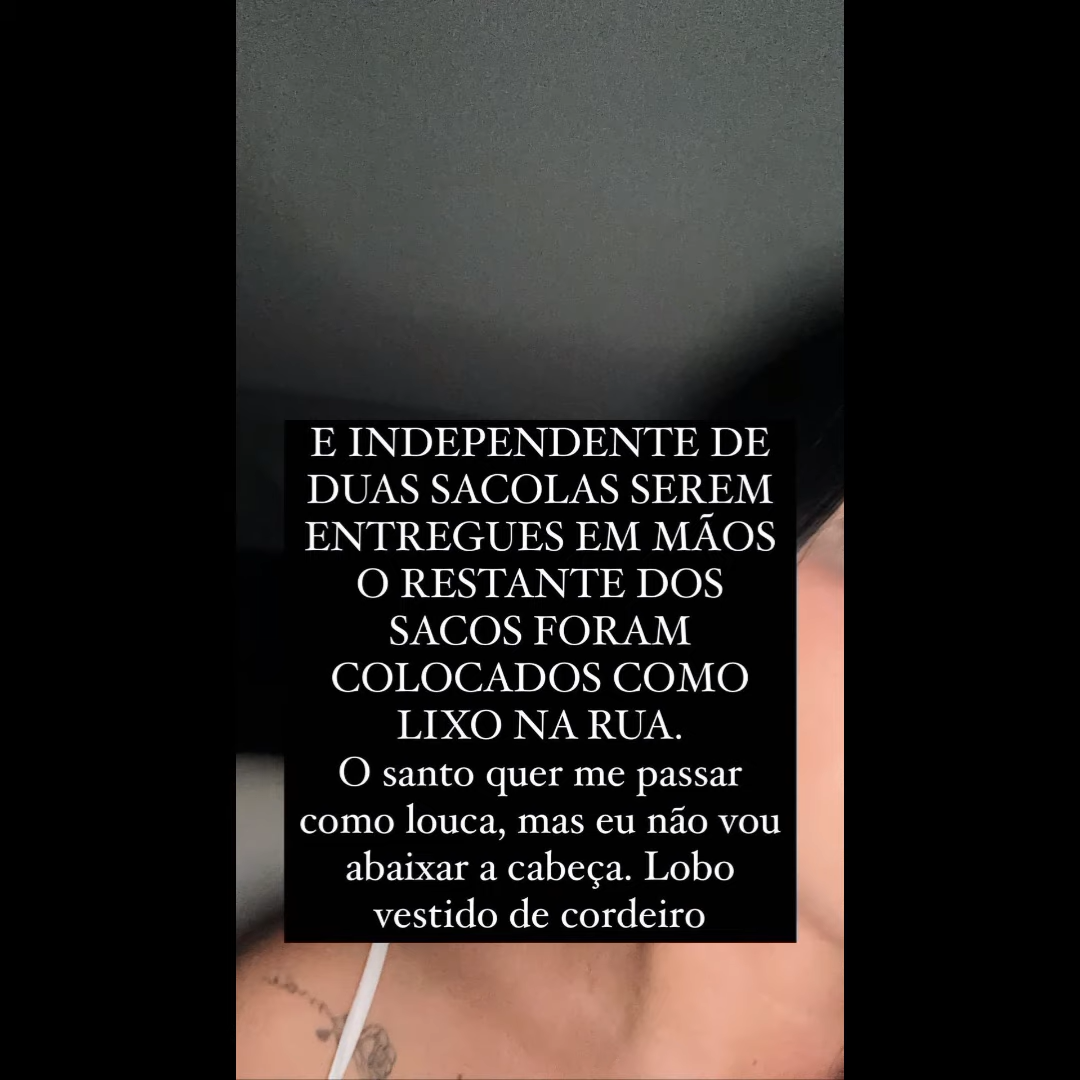 E INDEPENDENTE DE
DUAS SACOLAS SEREM
ENTREGUES EM MÃOS
O RESTANTE DOS
SACOS FORAM
COLOCADOS COMO
LIXO NA RUA.
O santo quer me passar
como louca, mas eu não vou
abaixar a cabeça. Lobo
vestido de cordeiro